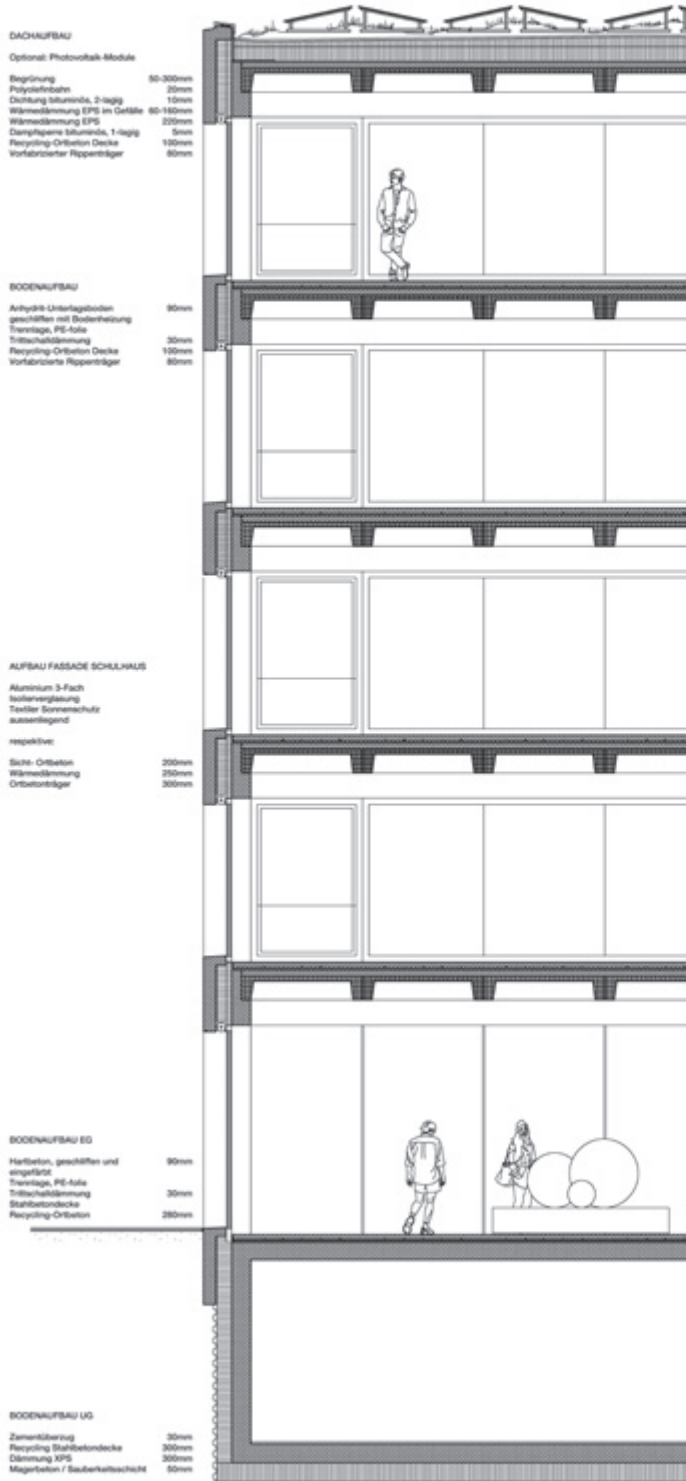 DACHAUFBAU
Optional: Photovoltaik-Module
Begrünung 50-300mm
Polyolefinbahn 20mm
Dichtung bituminös, 2-lagig 10mm
Wärmedämmung EPS im Gefälle 60-160mm
Wärmedämmung EPS 220mm
Dampfsperre bituminös, 1-lagig 5mm
Recycling-Ortbeton Decke 100mm
Vorfabrizierter Rippenträger 80mm
BODENAUFBAU
Anhydrit-Unterlagsboden 90mm
geschliffen mit Bodenheizung
Trennlage, PE-folie
Trittschalldämmung 30mm
Recycling-Ortbeton Decke 100mm
Vorfabrizierte Rippenträger 80mm
AUFBAU FASSADE SCHULHAUS
Aluminium 3-Fach
Isolierverglasung
Textiler Sonnenschutz
aussenliegend
respektive:
Sicht- Ortbeton 200mm
Wärmedämmung 250mm
Ortbetonträger 300mm
BODENAUFBAU EG
Hartbeton, geschliffen und 90mm
eingefärbt
Trennlage, PE-folie
Trittschalldämmung 30mm
Stahlbetondecke
Recycling-Ortbeton 280mm
BODENAUFBAU UG
Zementüberzug 30mm
Recycling Stahlbetondecke 300mm
Dämmung XPS 300mm
Magerbeton / Sauberkeitsschicht 50mm